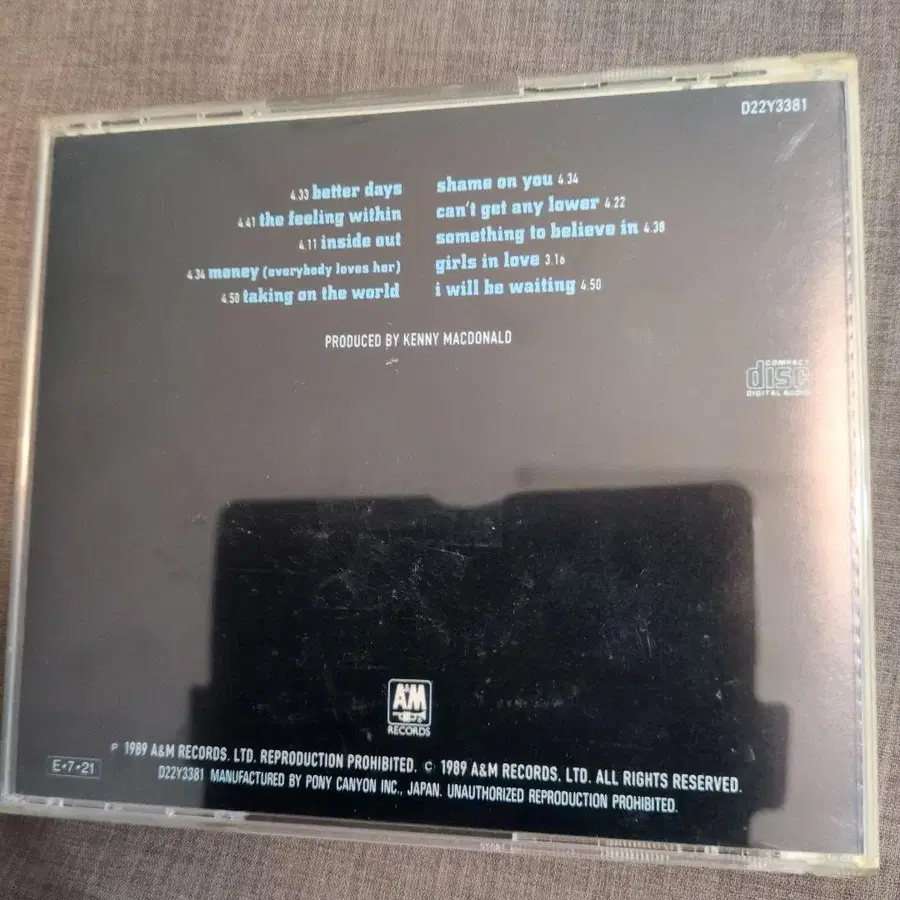 D22Y3381
4.33 better days
4.41 the feeling within
4.11 inside out
4.34 money (everybody loves her)
4.50 taking on the world
shame on you 4.34
can't get any lower 4.22
something to believe in 4.38
girls in love 3.16
i will be waiting 4.50
PRODUCED BY KENNY MACDONALD
COMPACT
disc
DIGITAL AUDIO
A&M
RECORDS
℗ 1989 A&M RECORDS. LTD. REPRODUCTION PROHIBITED. © 1989 A&M RECORDS. LTD. ALL RIGHTS RESERVED.
E・7・21
D22Y3381 MANUFACTURED BY PONY CANYON INC., JAPAN. UNAUTHORIZED REPRODUCTION PROHIBITED.